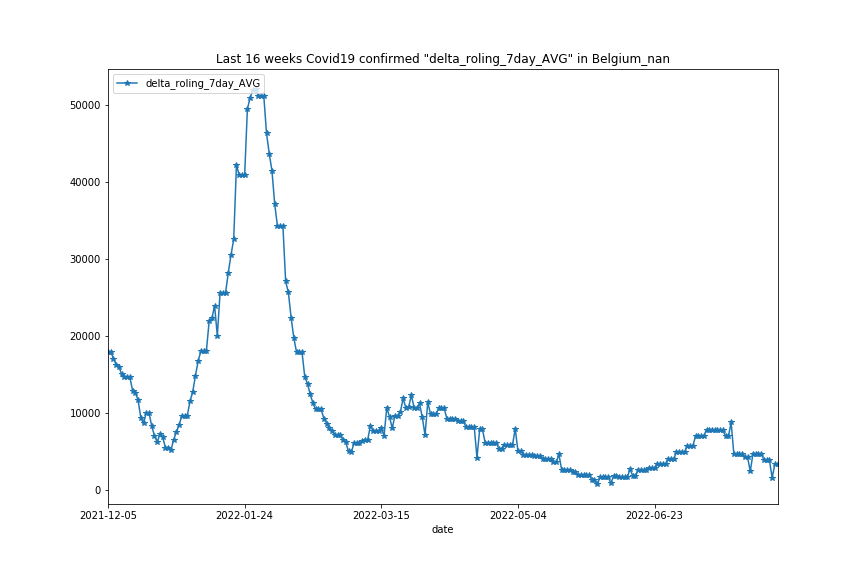 Last 16 weeks Covid19 confirmed "delta_roling_7day_AVG" in Belgium_nan
delta_roling_7day_AVG
50000
40000
30000
20000
10000
0
2021-12-05 2022-01-24 2022-03-15 2022-05-04 2022-06-23
date